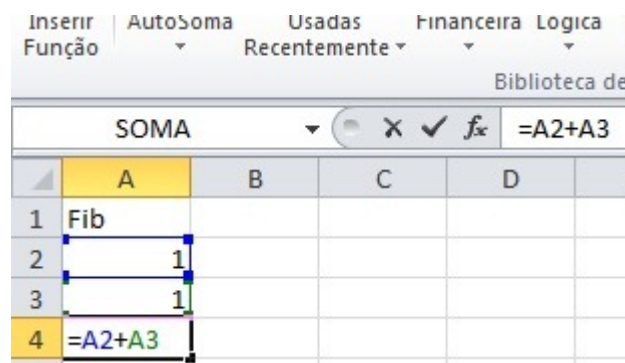 Inserir AutoSoma Usadas Financeira Lógica
Função Recentemente
Biblioteca de
SOMA fx =A2+A3
A B C D
1 Fib
2 1
3 1
4 =A2+A3